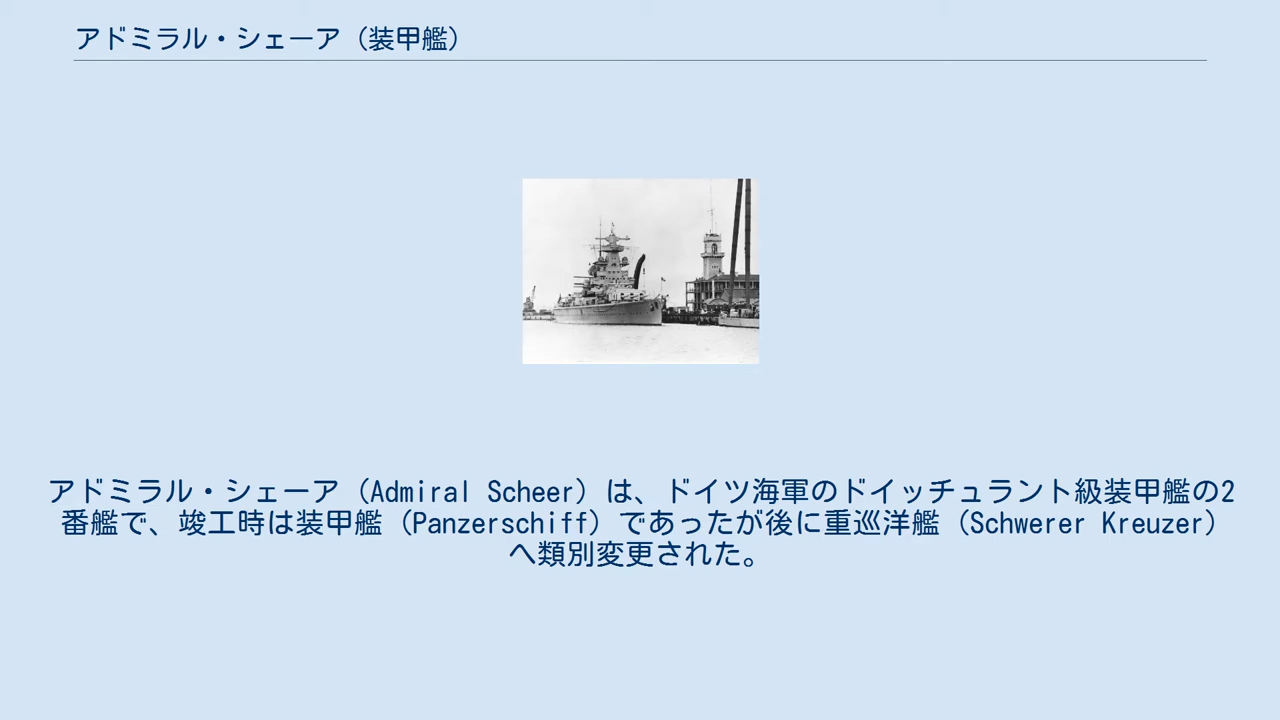 アドミラル・シェーア（装甲艦）
アドミラル・シェーア（Admiral Scheer）は、ドイツ海軍のドイッチュラント級装甲艦の2
番艦で、竣工時は装甲艦（Panzerschiff）であったが後に重巡洋艦（Schwerer Kreuzer）
へ類別変更された。